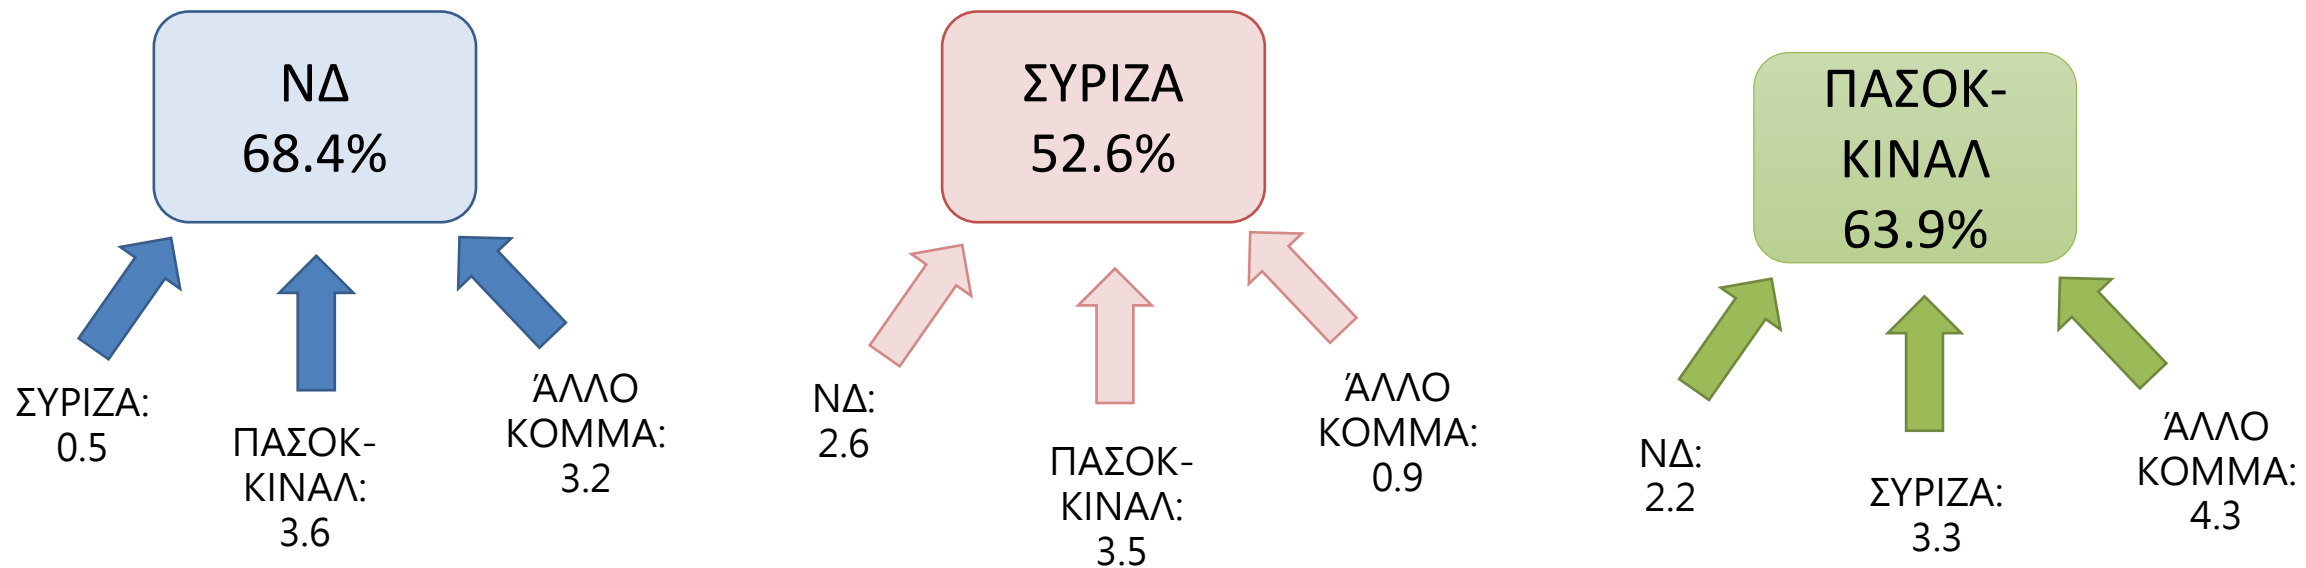 ΝΔ
68.4%
ΣΥΡΙΖΑ:
0.5
ΠΑΣΟΚ-
ΚΙΝΑΛ:
3.6
ΆΛΛΟ
ΚΟΜΜΑ:
3.2
ΣΥΡΙΖΑ
52.6%
ΝΔ:
2.6
ΠΑΣΟΚ-
ΚΙΝΑΛ:
3.5
ΆΛΛΟ
ΚΟΜΜΑ:
0.9
ΠΑΣΟΚ-
ΚΙΝΑΛ
63.9%
ΝΔ:
2.2
ΣΥΡΙΖΑ:
3.3
ΆΛΛΟ
ΚΟΜΜΑ:
4.3